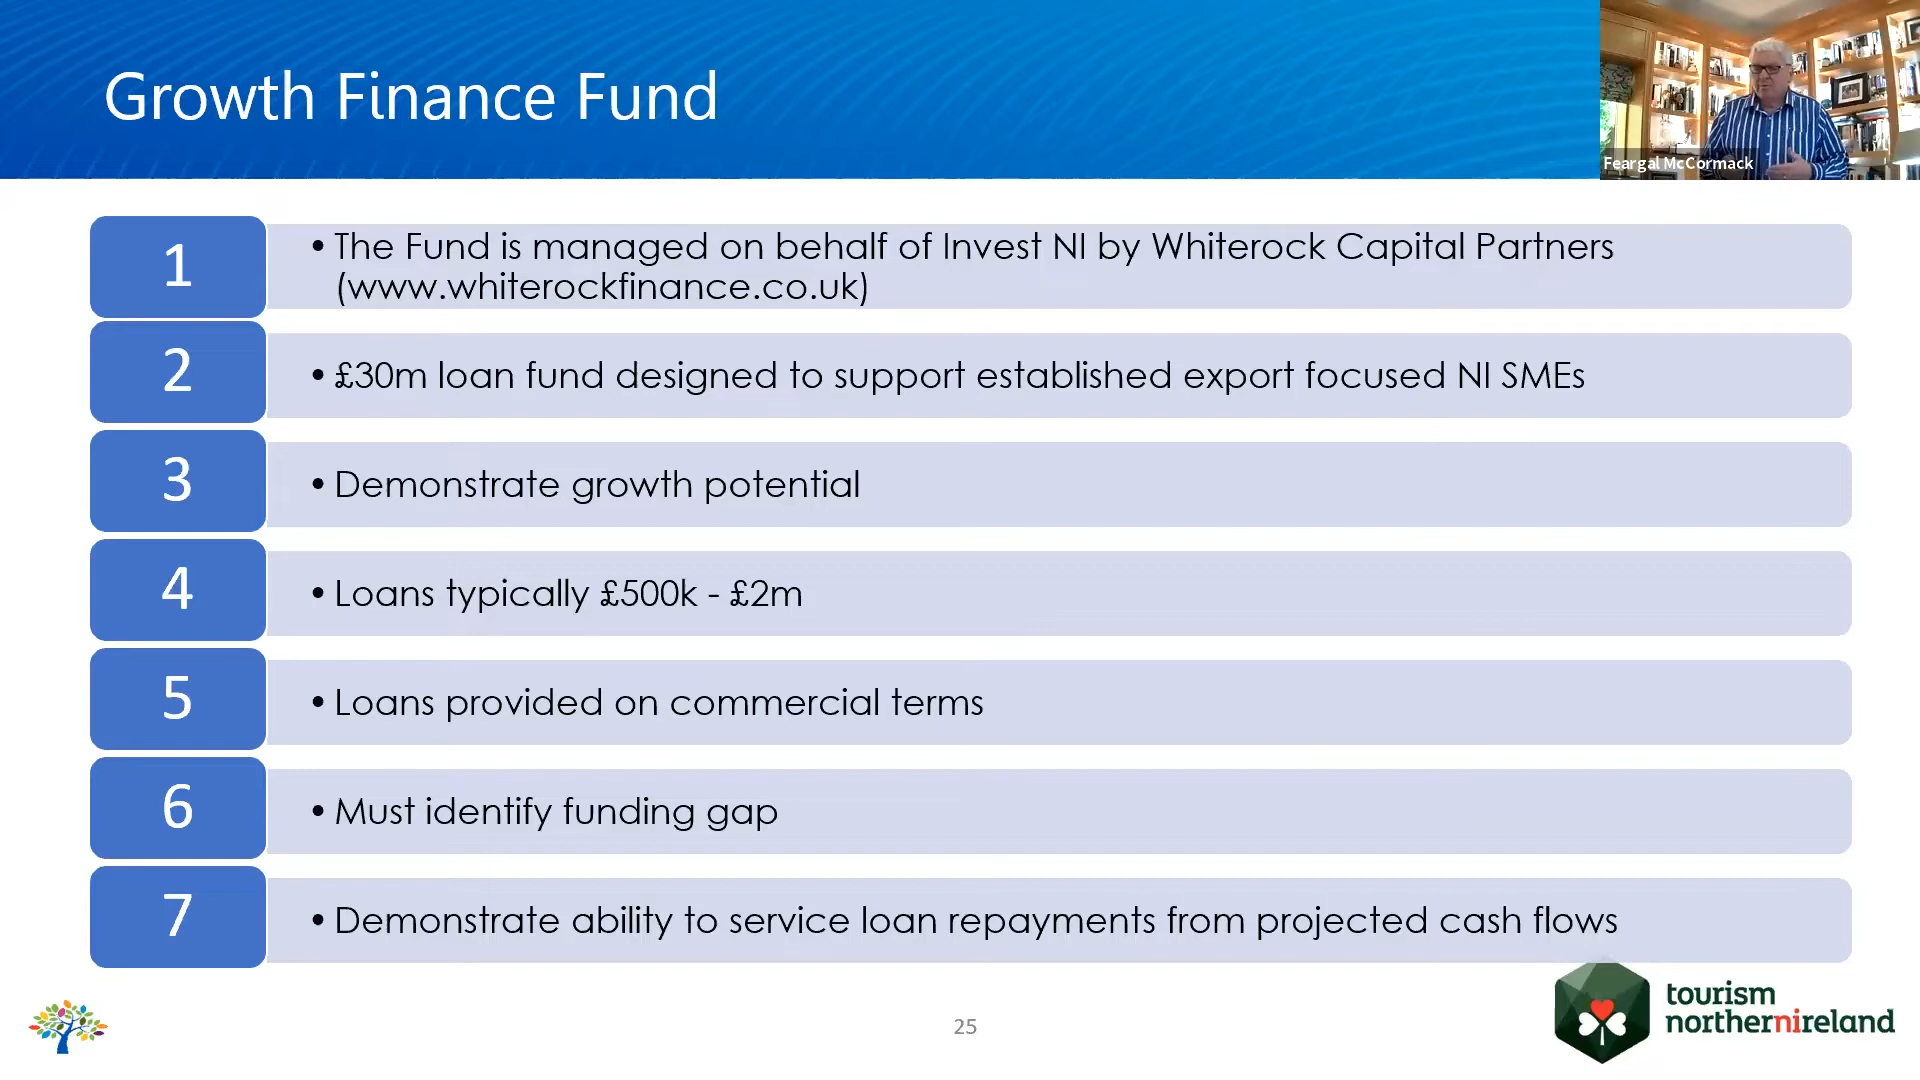 Growth Finance Fund
Feargal McCormack
1
• The Fund is managed on behalf of Invest NI by Whiterock Capital Partners
(www.whiterockfinance.co.uk)
2
• £30m loan fund designed to support established export focused NI SMEs
3
• Demonstrate growth potential
4
• Loans typically £500k - £2m
5
• Loans provided on commercial terms
6
• Must identify funding gap
7
• Demonstrate ability to service loan repayments from projected cash flows
25
tourism
northernireland